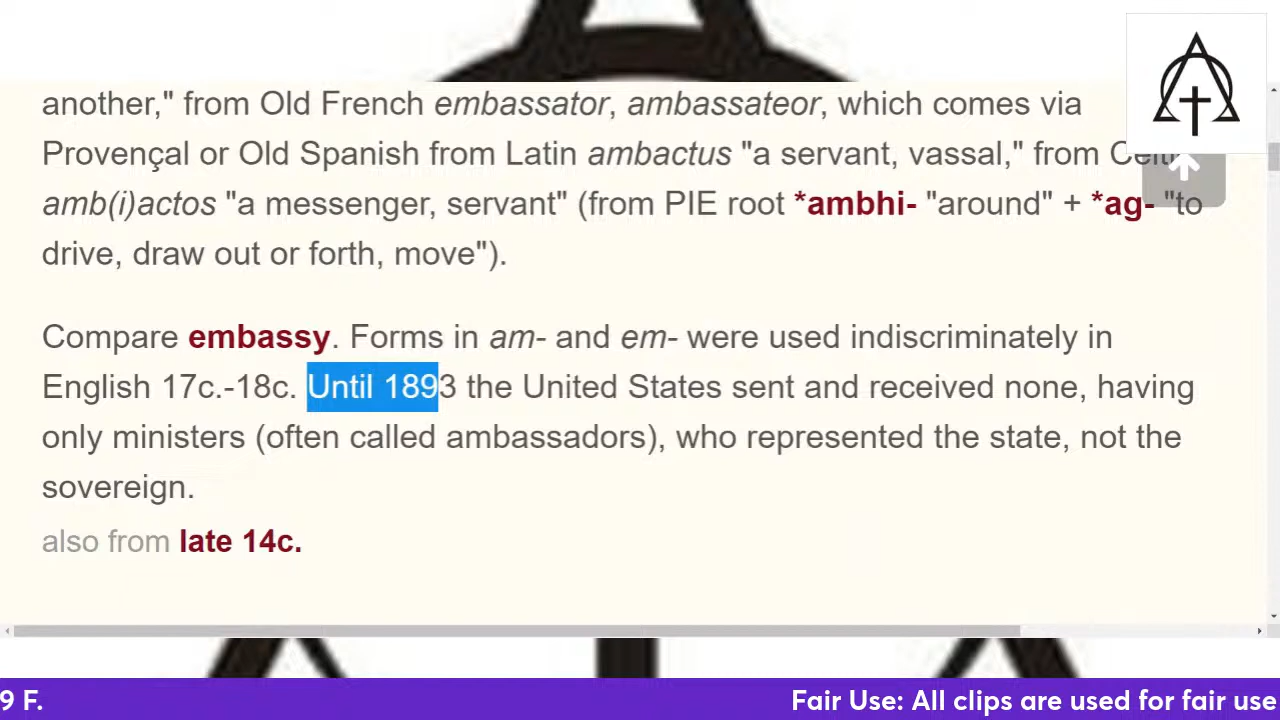 another," from Old French embassator, ambassateor, which comes via
Provençal or Old Spanish from Latin ambactus "a servant, vassal," from
amb(i)actos "a messenger, servant" (from PIE root *ambhi- "around" + *ag- "to
drive, draw out or forth, move").
Compare embassy. Forms in am- and em- were used indiscriminately in
English 17c.-18c. Until 1893 the United States sent and received none, having
only ministers (often called ambassadors), who represented the state, not the
sovereign.
also from late 14c.
9 F. Fair Use: All clips are used for fair use